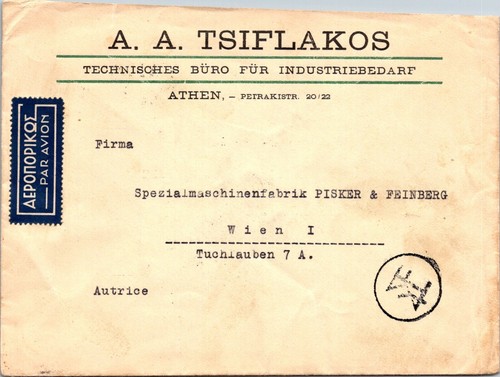 A. A. TSIFLAKOS
TECHNISCHES BÜRO FÜR INDUSTRIEBEDARF
ATHEN, – PETRAKISTR. 20/22
ΑΕΡΟΠΟΡΙΚΩΣ
PAR AVION
Firma
Spezialmaschinenfabrik PISKER & FEINBERG
Wien I
Tuchlauben 7 A.
Autrice